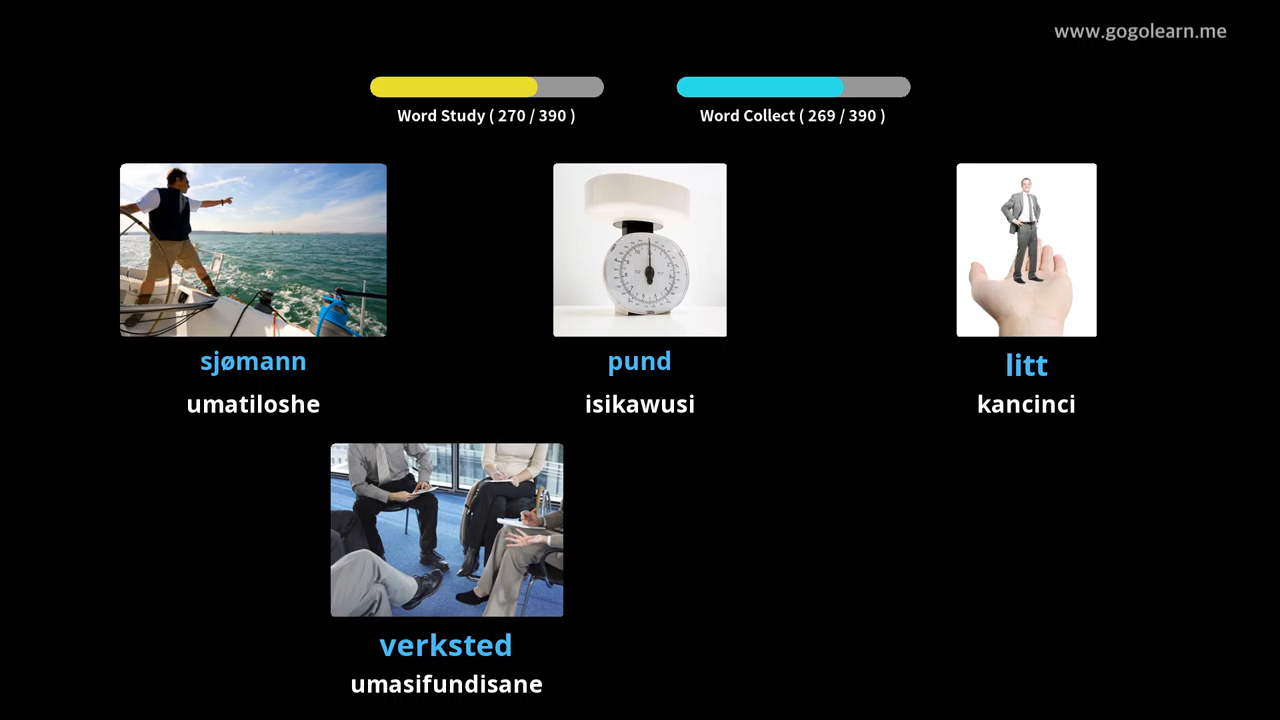 www.gogolearn.me
Word Study ( 270 / 390 )
Word Collect ( 269 / 390 )
sjømann
umatiloshe
pund
isikawusi
litt
kancinci
verksted
umasifundisane